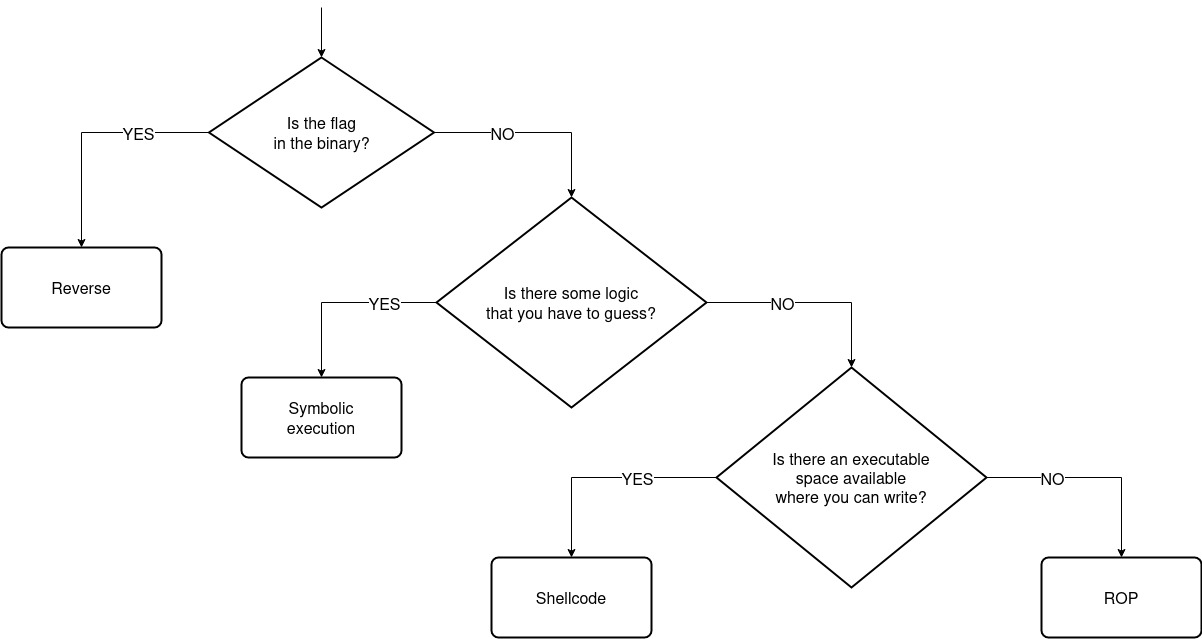 Is the flag
in the binary?
YES
NO
Reverse
Is there some logic
that you have to guess?
YES
NO
Symbolic
execution
Is there an executable
space available
where you can write?
YES
NO
Shellcode
ROP